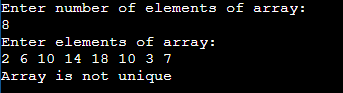 Enter number of elements of array:
8
Enter elements of array:
2 6 10 14 18 10 3 7
Array is not unique